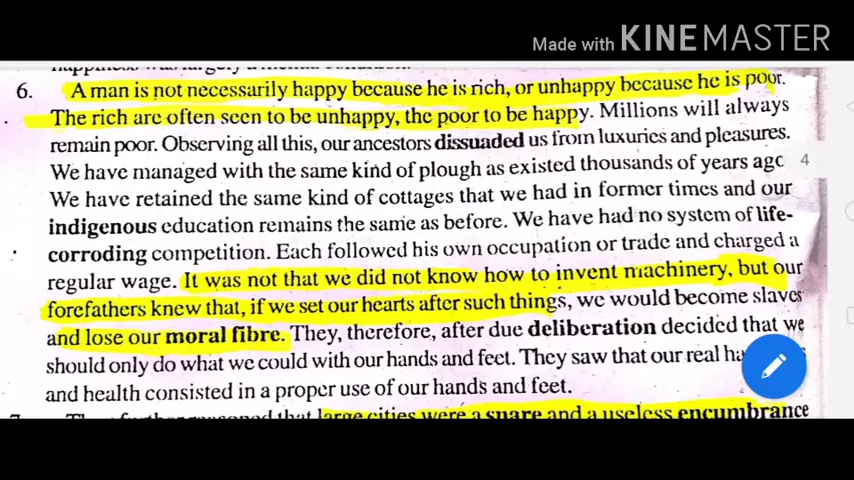 Made with KINEMASTER
happiness was largely a mental condition.
6. A man is not necessarily happy because he is rich, or unhappy because he is poor.
The rich are often seen to be unhappy, the poor to be happy. Millions will always
remain poor. Observing all this, our ancestors dissuaded us from luxuries and pleasures.
We have managed with the same kind of plough as existed thousands of years ago
4
We have retained the same kind of cottages that we had in former times and our
indigenous education remains the same as before. We have had no system of life-
corroding competition. Each followed his own occupation or trade and charged a
regular wage. It was not that we did not know how to invent machinery, but our
forefathers knew that, if we set our hearts after such things, we would become slaves
and lose our moral fibre. They, therefore, after due deliberation decided that we
should only do what we could with our hands and feet. They saw that our real
and health consisted in a proper use of our hands and feet.
that large cities were a snare and a useless encumbrance